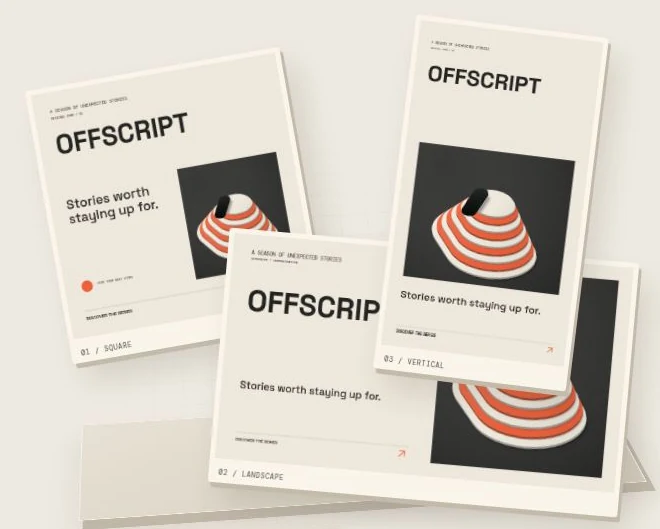 A SEASON OF UNEXPECTED STORIES
OFFSCRIPT
Stories worth
staying up for.
DISCOVER THE SERIES
01 / SQUARE
A SEASON OF UNEXPECTED STORIES
OFFSCRIP
Stories worth staying up for.
DISCOVER THE SERIES
02 / LANDSCAPE
A SEASON OF UNEXPECTED STORIES
OFFSCRIPT
Stories worth staying up for.
DISCOVER THE SERIES
03 / VERTICAL